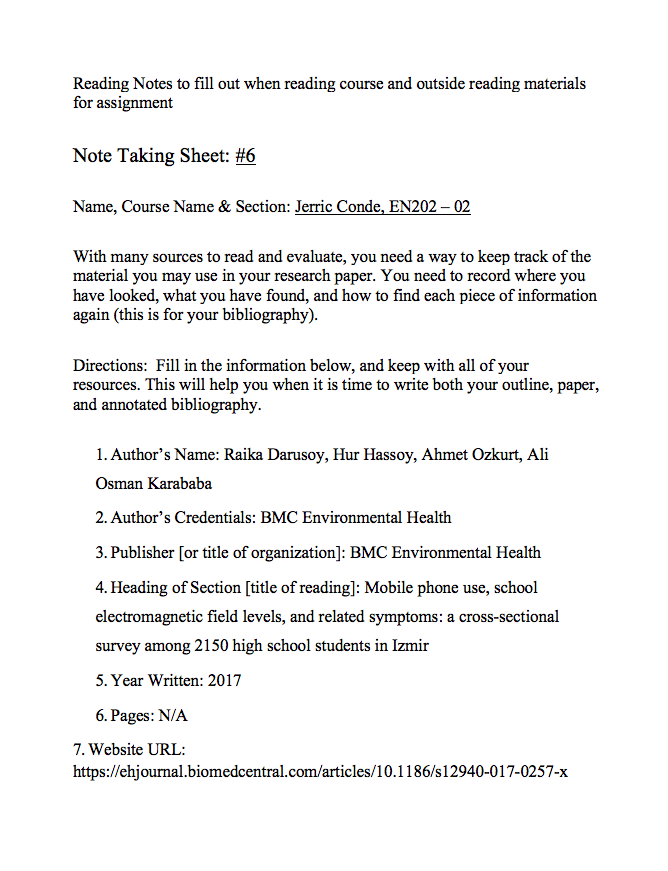 Reading Notes to fill out when reading course and outside reading materials
for assignment
Note Taking Sheet: #6
Name, Course Name & Section: Jerric Conde, EN202 – 02
With many sources to read and evaluate, you need a way to keep track of the
material you may use in your research paper. You need to record where you
have looked, what you have found, and how to find each piece of information
again (this is for your bibliography).
Directions:  Fill in the information below, and keep with all of your
resources. This will help you when it is time to write both your outline, paper,
and annotated bibliography.
1. Author’s Name: Raika Darusoy, Hur Hassoy, Ahmet Ozkurt, Ali
Osman Karababa
2. Author’s Credentials: BMC Environmental Health
3. Publisher [or title of organization]: BMC Environmental Health
4. Heading of Section [title of reading]: Mobile phone use, school
electromagnetic field levels, and related symptoms: a cross-sectional
survey among 2150 high school students in Izmir
5. Year Written: 2017
6. Pages: N/A
7. Website URL:
https://ehjournal.biomedcentral.com/articles/10.1186/s12940-017-0257-x